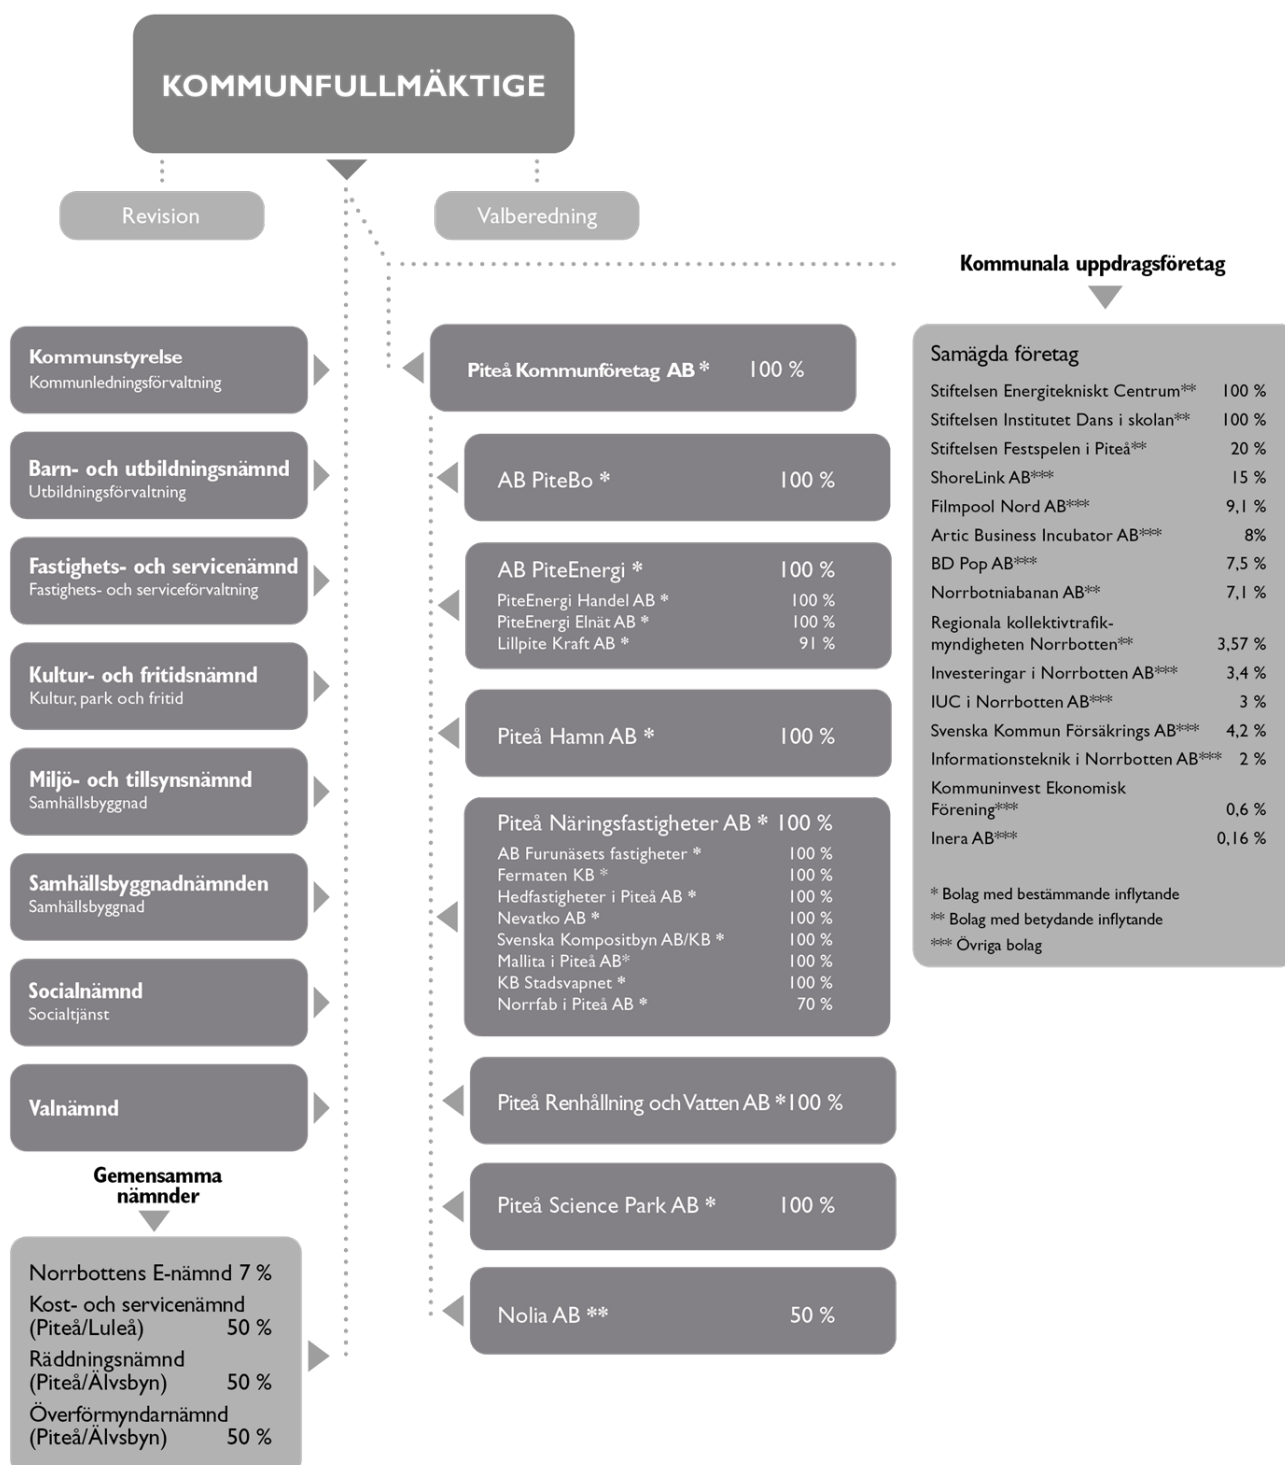 KOMMUNFULLMÄKTIGE
Revision
Valberedning
Kommunstyrelse
Kommunledningsförvaltning
Barn- och utbildningsnämnd
Utbildningsförvaltning
Fastighets- och servicenämnd
Fastighets- och serviceförvaltning
Kultur- och fritidsnämnd
Kultur, park och fritid
Miljö- och tillsynsnämnd
Samhällsbyggnad
Samhällsbyggnadnämnden
Samhällsbyggnad
Socialnämnd
Socialtjänst
Valnämnd
Gemensamma
nämnder
Norrbottens E-nämnd 7 %
Kost- och servicenämnd
(Piteå/Luleå) 50 %
Räddningsnämnd
(Piteå/Älvsbyn) 50 %
Överförmyndarnämnd
(Piteå/Älvsbyn) 50 %
Piteå Kommunföretag AB * 100 %
AB PiteBo * 100 %
AB PiteEnergi * 100 %
PiteEnergi Handel AB * 100 %
PiteEnergi Elnät AB * 100 %
Lillpite Kraft AB * 91 %
Piteå Hamn AB * 100 %
Piteå Näringsfastigheter AB * 100 %
AB Furunäsets fastigheter * 100 %
Fermaten KB * 100 %
Hedfastigheter i Piteå AB * 100 %
Nevatko AB * 100 %
Svenska Kompositbyn AB/KB * 100 %
Mallita i Piteå AB* 100 %
KB Stadsvapnet * 100 %
Norrfab i Piteå AB * 70 %
Piteå Renhållning och Vatten AB *100 %
Piteå Science Park AB * 100 %
Nolia AB ** 50 %
Kommunala uppdragsföretag
Samägda företag
Stiftelsen Energitekniskt Centrum** 100 %
Stiftelsen Institutet Dans i skolan** 100 %
Stiftelsen Festspelen i Piteå** 20 %
ShoreLink AB*** 15 %
Filmpool Nord AB*** 9,1 %
Artic Business Incubator AB*** 8%
BD Pop AB*** 7,5 %
Norrbotniabanan AB** 7,1 %
Regionala kollektivtrafik-
myndigheten Norrbotten** 3,57 %
Investeringar i Norrbotten AB*** 3,4 %
IUC i Norrbotten AB*** 3 %
Svenska Kommun Försäkrings AB*** 4,2 %
Informationsteknik i Norrbotten AB*** 2 %
Kommuninvest Ekonomisk
Förening*** 0,6 %
Inera AB*** 0,16 %
* Bolag med bestämmande inflytande
** Bolag med betydande inflytande
*** Övriga bolag